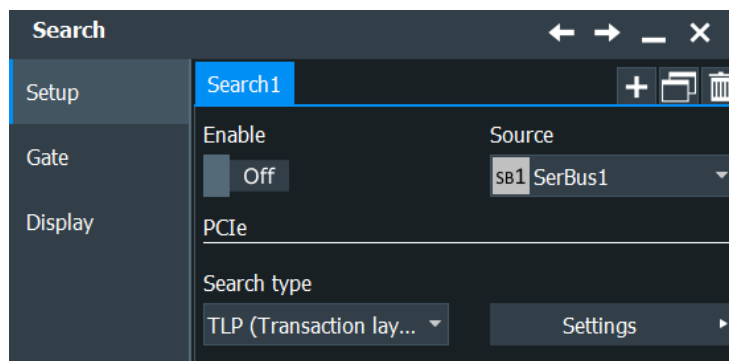 Search
Setup
Gate
Display
Search1
Enable
Source
Off
SB1 SerBus1
PCIe
Search type
TLP (Transaction lay...
Settings